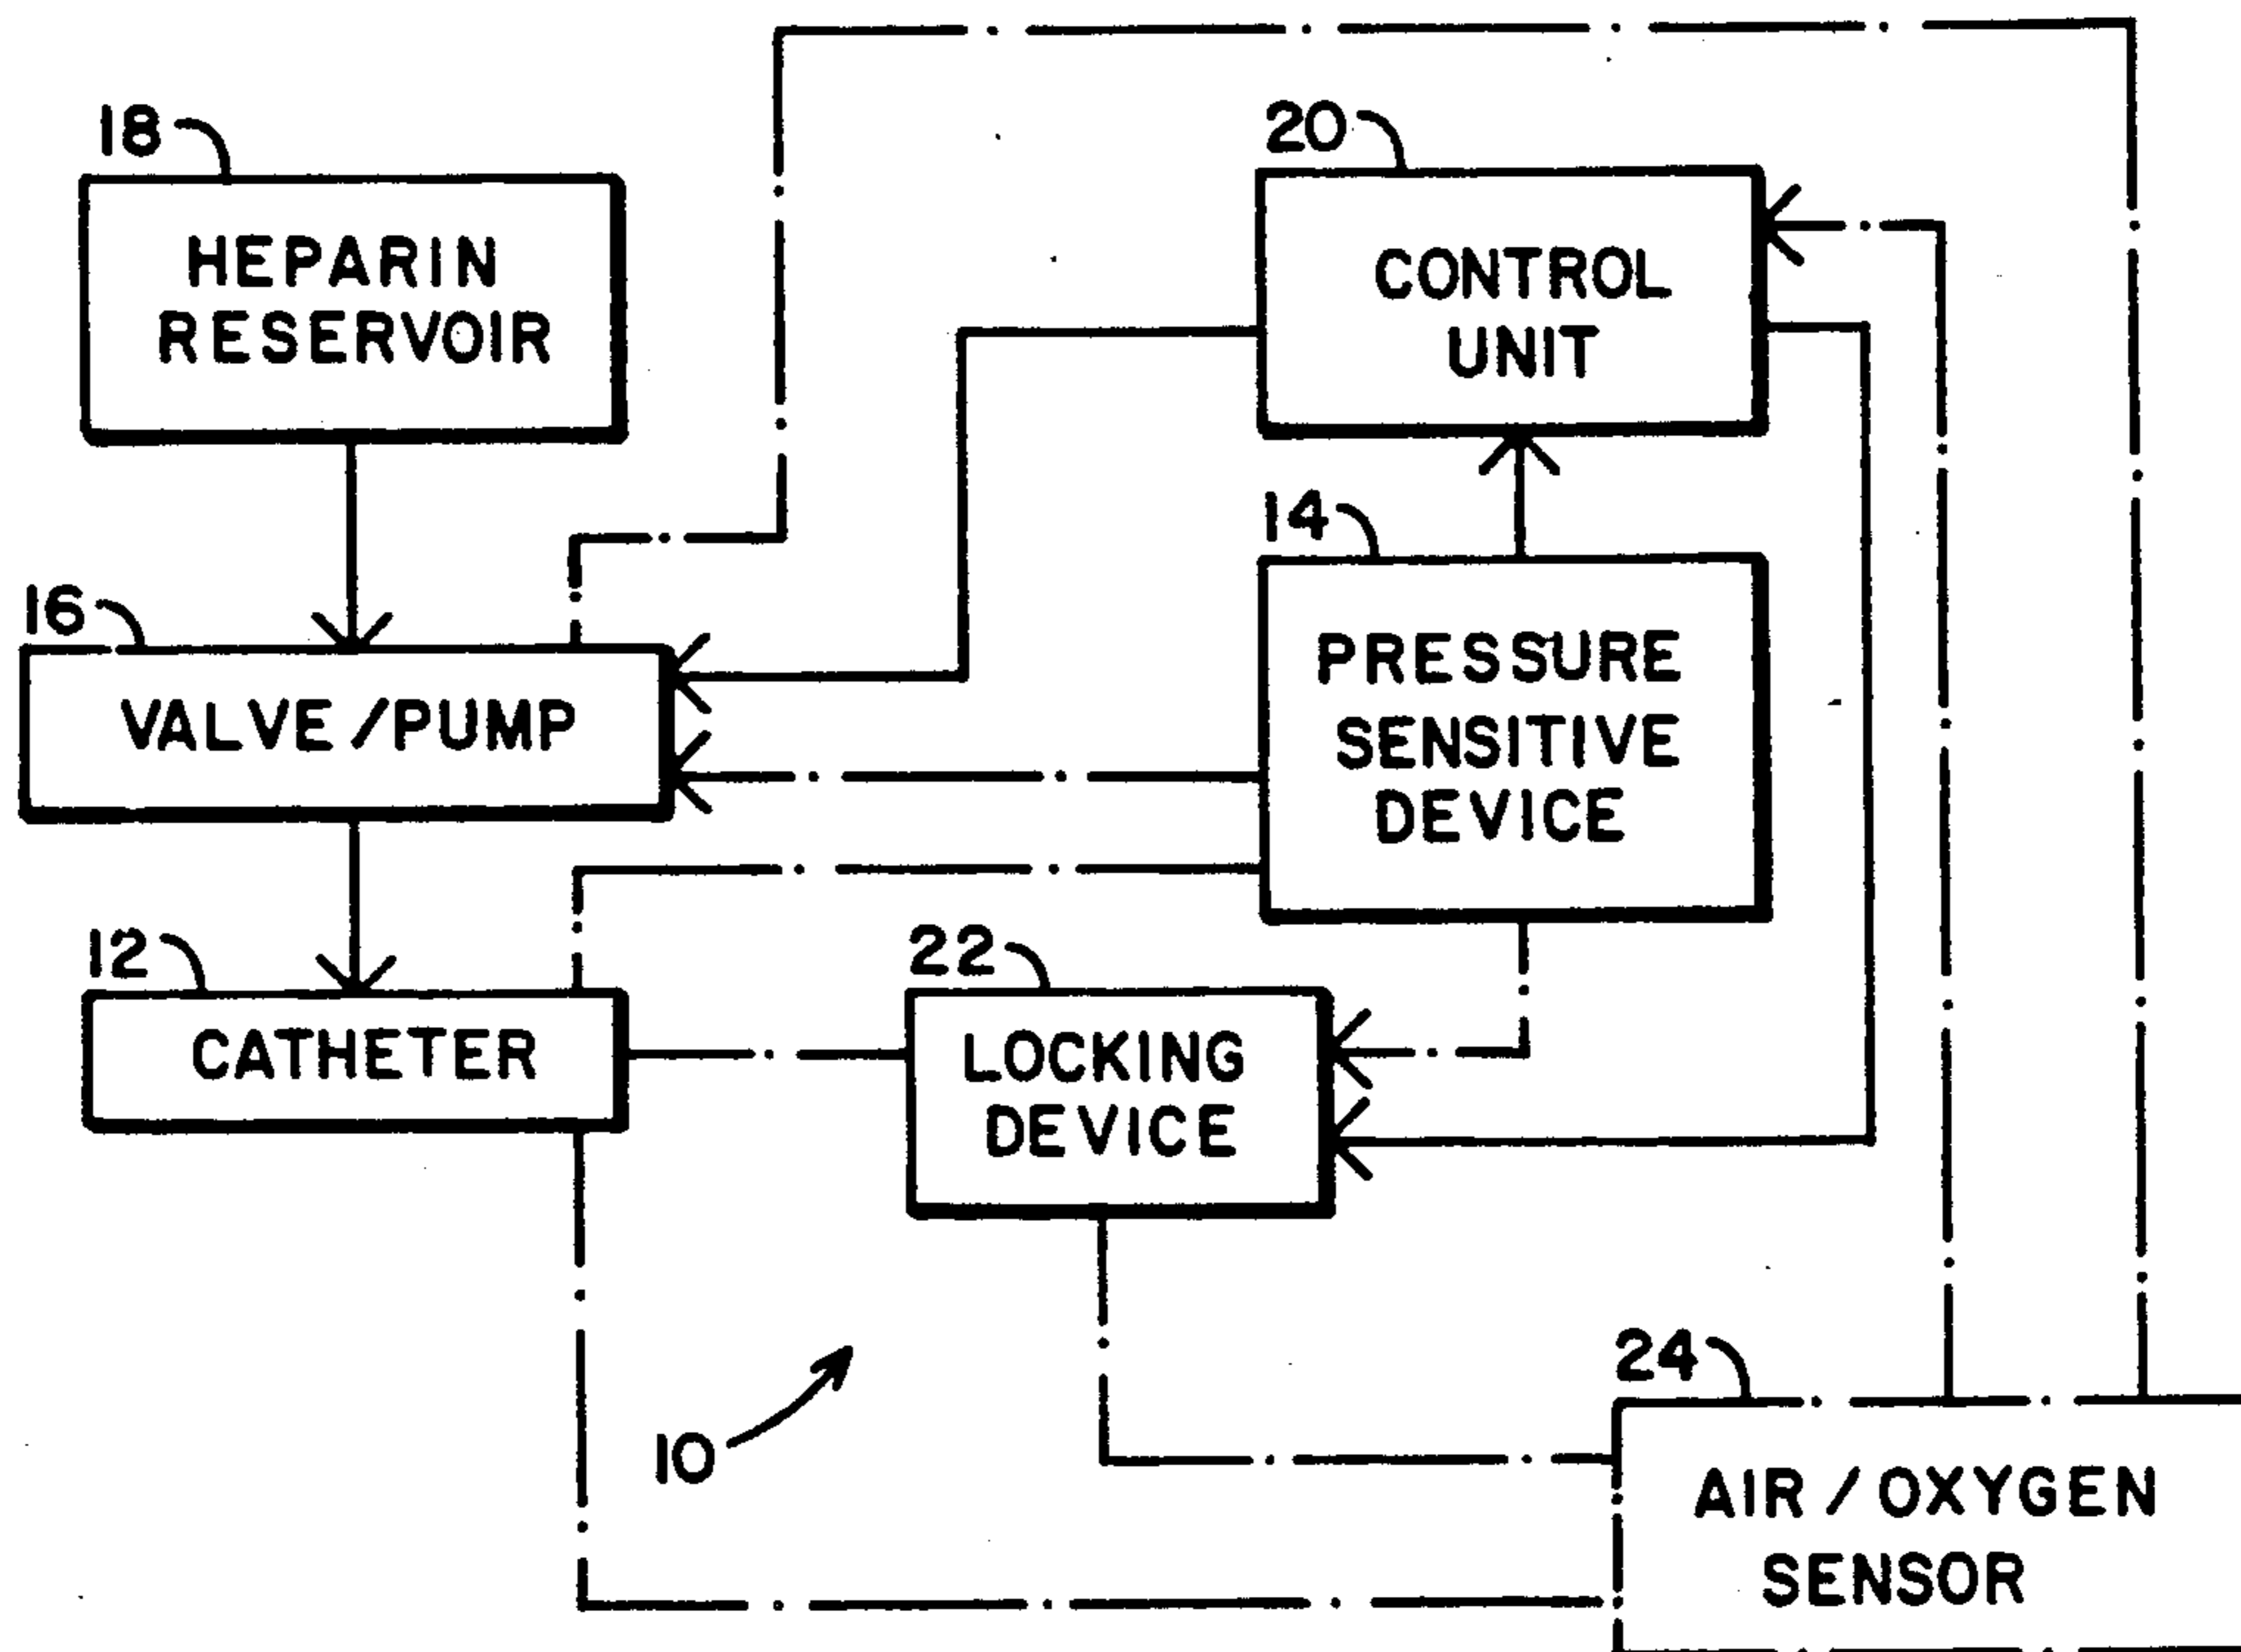 18
HEPARIN
RESERVOIR
20
CONTROL
UNIT
14
PRESSURE
SENSITIVE
DEVICE
16
VALVE/PUMP
12
CATHETER
22
LOCKING
DEVICE
10
24
AIR/OXYGEN
SENSOR